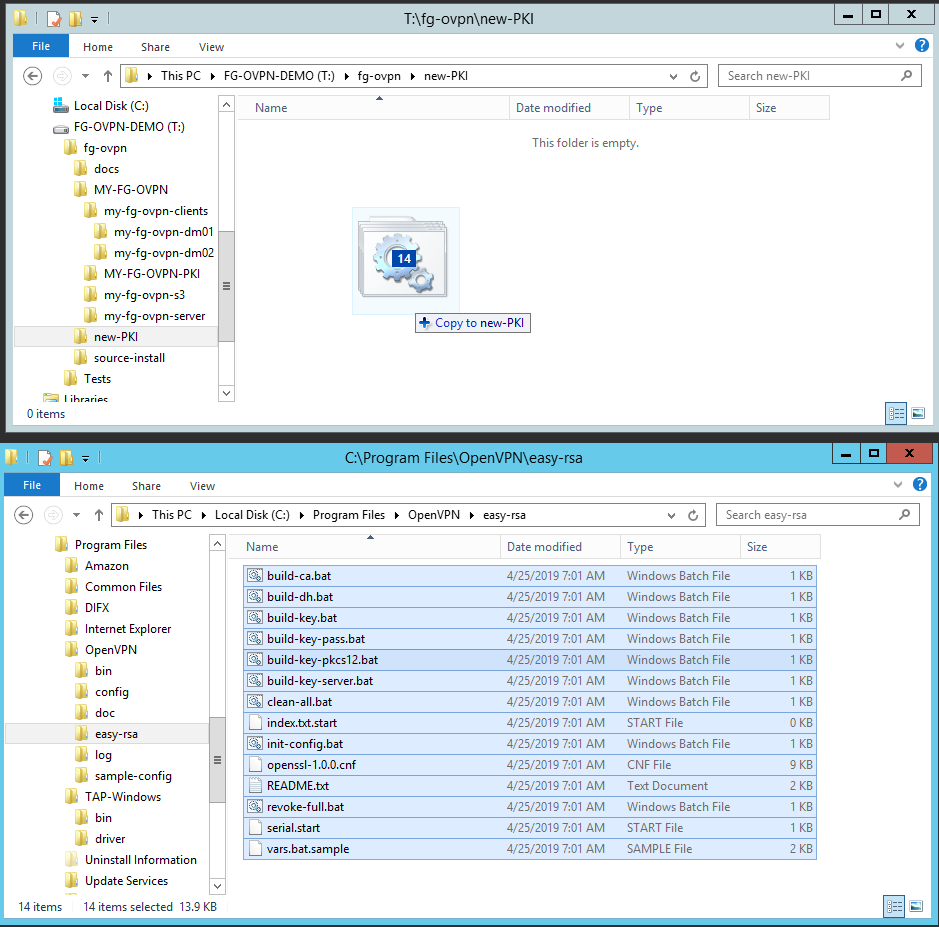 T:\fg-ovpn\new-PKI
File Home Share View
This PC FG-OVPN-DEMO (T:) fg-ovpn new-PKI
Search new-PKI
Local Disk (C:)
FG-OVPN-DEMO (T:)
fg-ovpn
docs
MY-FG-OVPN
my-fg-ovpn-clients
my-fg-ovpn-dm01
my-fg-ovpn-dm02
MY-FG-OVPN-PKI
my-fg-ovpn-s3
my-fg-ovpn-server
new-PKI
source-install
Tests
Libraries
Name Date modified Type Size
This folder is empty.
14
Copy to new-PKI
0 items
C:\Program Files\OpenVPN\easy-rsa
File Home Share View
This PC Local Disk (C:) Program Files OpenVPN easy-rsa
Search easy-rsa
Program Files
Amazon
Common Files
DIFX
Internet Explorer
OpenVPN
bin
config
doc
easy-rsa
log
sample-config
TAP-Windows
bin
driver
Uninstall Information
Update Services
Name Date modified Type Size
build-ca.bat 4/25/2019 7:01 AM Windows Batch File 1 KB
build-dh.bat 4/25/2019 7:01 AM Windows Batch File 1 KB
build-key.bat 4/25/2019 7:01 AM Windows Batch File 1 KB
build-key-pass.bat 4/25/2019 7:01 AM Windows Batch File 1 KB
build-key-pkcs12.bat 4/25/2019 7:01 AM Windows Batch File 1 KB
build-key-server.bat 4/25/2019 7:01 AM Windows Batch File 1 KB
clean-all.bat 4/25/2019 7:01 AM Windows Batch File 1 KB
index.txt.start 4/25/2019 7:01 AM START File 0 KB
init-config.bat 4/25/2019 7:01 AM Windows Batch File 1 KB
openssl-1.0.0.cnf 4/25/2019 7:01 AM CNF File 9 KB
README.txt 4/25/2019 7:01 AM Text Document 2 KB
revoke-full.bat 4/25/2019 7:01 AM Windows Batch File 1 KB
serial.start 4/25/2019 7:01 AM START File 1 KB
vars.bat.sample 4/25/2019 7:01 AM SAMPLE File 2 KB
14 items 14 items selected 13.9 KB